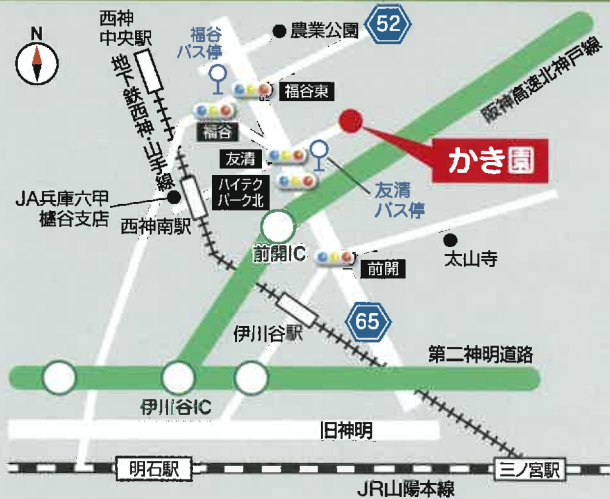 西神
中央駅
N
福谷
バス停
農業公園
52
阪神高速北神戸線
地下鉄西神・山手線
福谷東
福谷
友清
かき園
ハイテク
パーク北
友清
バス停
JA兵庫六甲
櫨谷支店
西神南駅
前開IC
前開
太山寺
伊川谷駅
65
第二神明道路
伊川谷IC
旧神明
明石駅
三ノ宮駅
JR山陽本線